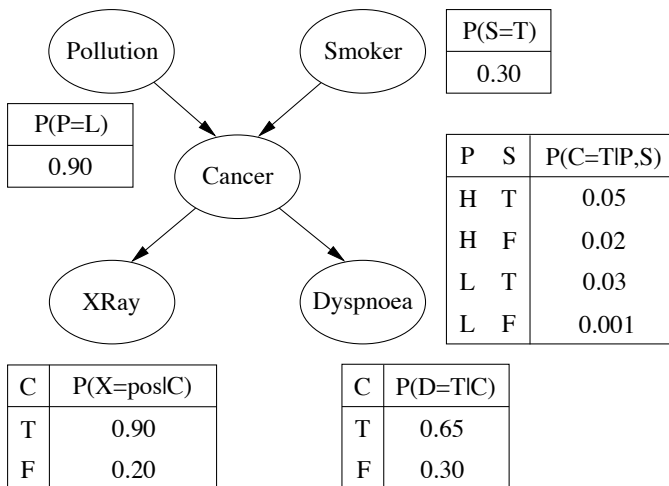 Pollution
Smoker
P(S=T)
0.30
P(P=L)
0.90
Cancer
P S P(C=T|P,S)
H T 0.05
H F 0.02
L T 0.03
L F 0.001
XRay
Dyspnoea
C P(X=pos|C)
T 0.90
F 0.20
C P(D=T|C)
T 0.65
F 0.30